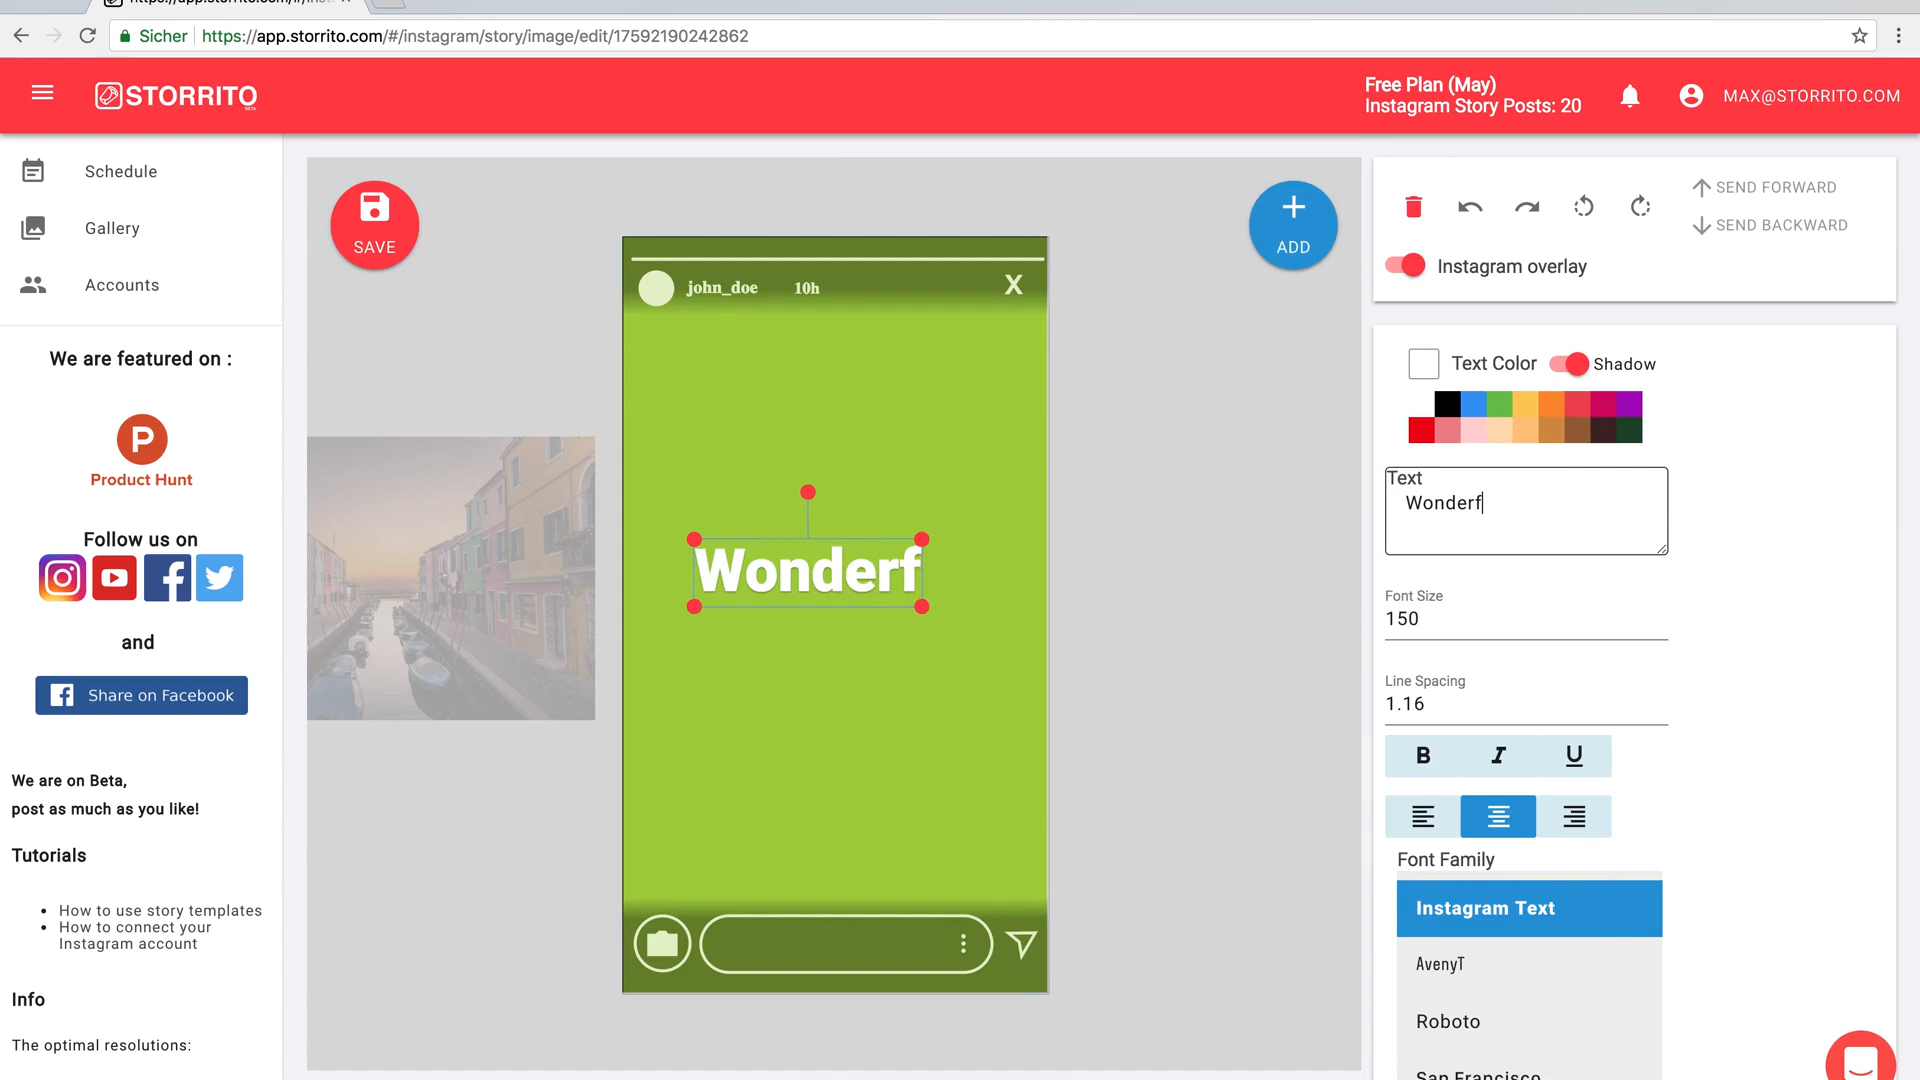 Sicher https://app.storrito.com/#/instagram/story/image/edit/17592190242862
STORRITO
BETA
Free Plan (May)
Instagram Story Posts: 20
MAX@STORRITO.COM
Schedule
Gallery
Accounts
We are featured on :
P
Product Hunt
Follow us on
and
Share on Facebook
We are on Beta,
post as much as you like!
Tutorials
How to use story templates
How to connect your
Instagram account
Info
The optimal resolutions:
SAVE
ADD
john_doe 10h X
Wonderf
SEND FORWARD
SEND BACKWARD
Instagram overlay
Text Color Shadow
Text
Wonderf
Font Size
150
Line Spacing
1.16
B I U
Font Family
Instagram Text
AvenyT
Roboto
San Francisco